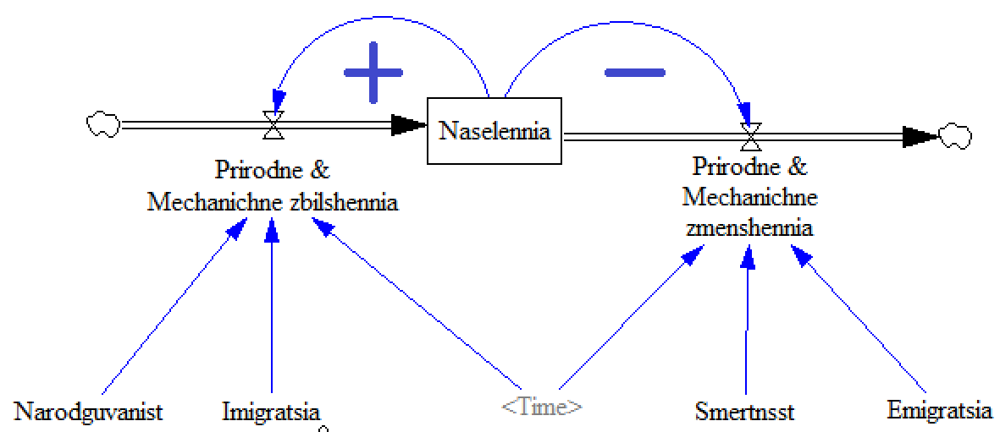 Naselennia
Prirodne &
Mechanichne zbilshennia
Prirodne &
Mechanichne
zmenshennia
Narodguvanist
Imigratsia
<Time>
Smertnsst
Emigratsia